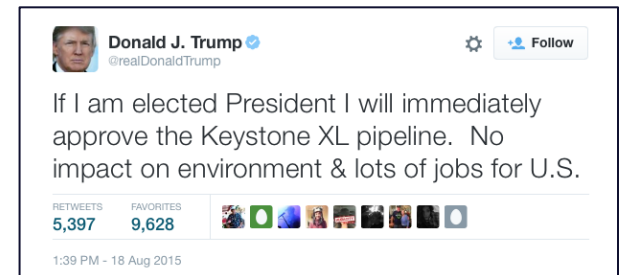 Donald J. Trump
@realDonaldTrump
Follow
If I am elected President I will immediately
approve the Keystone XL pipeline.  No
impact on environment & lots of jobs for U.S.
RETWEETS FAVORITES
5,397 9,628
1:39 PM - 18 Aug 2015